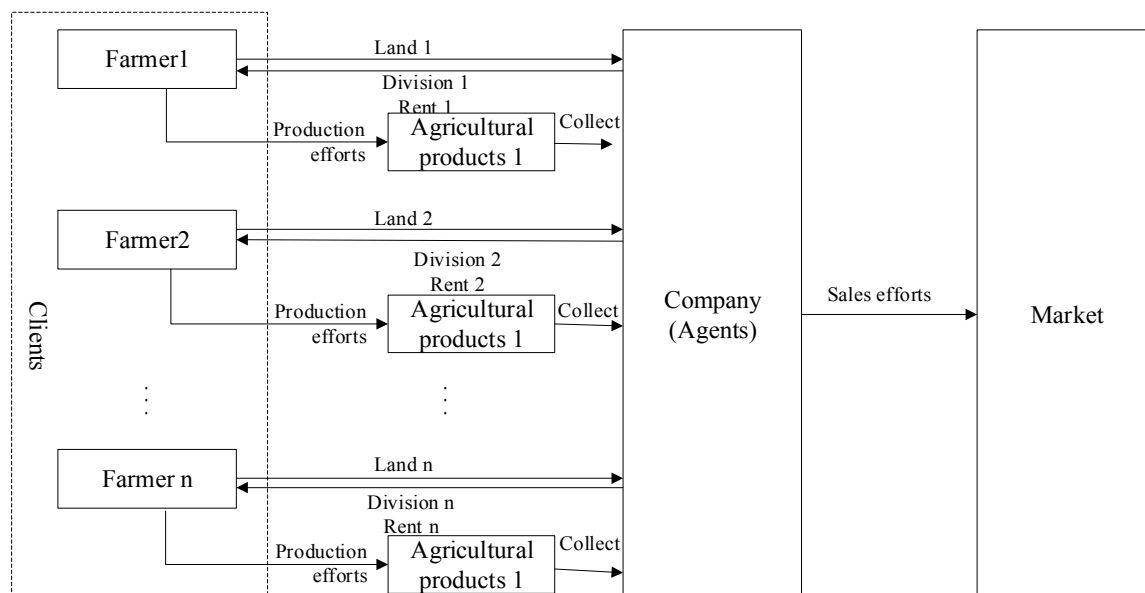 Farmer1
Land 1
Division 1
Rent 1
Production
efforts
Agricultural
products 1
Collect
Farmer2
Land 2
Division 2
Rent 2
Production
efforts
Agricultural
products 1
Collect
Clients
Farmer n
Land n
Division n
Rent n
Production
efforts
Agricultural
products 1
Collect
Company
(Agents)
Sales efforts
Market